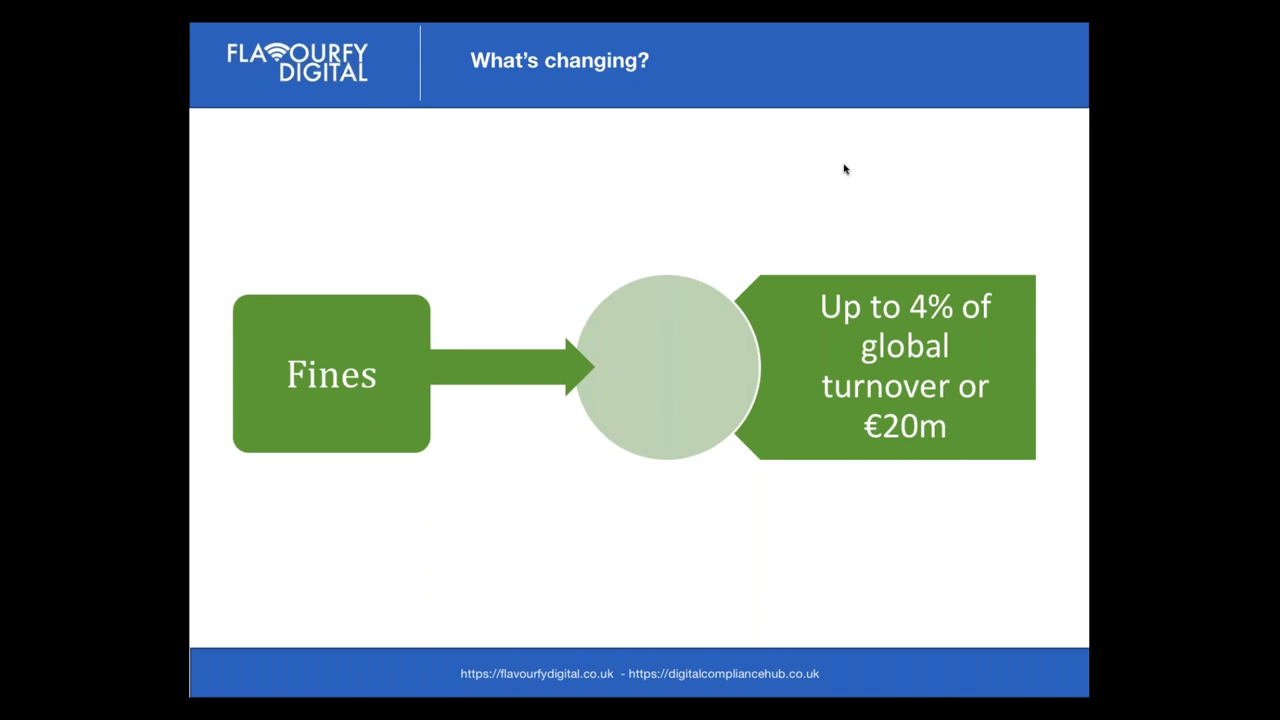 FLAVOURFY
DIGITAL
What's changing?
Fines
Up to 4% of
global
turnover or
€20m
https://flavourfydigital.co.uk - https://digitalcompliancehub.co.uk